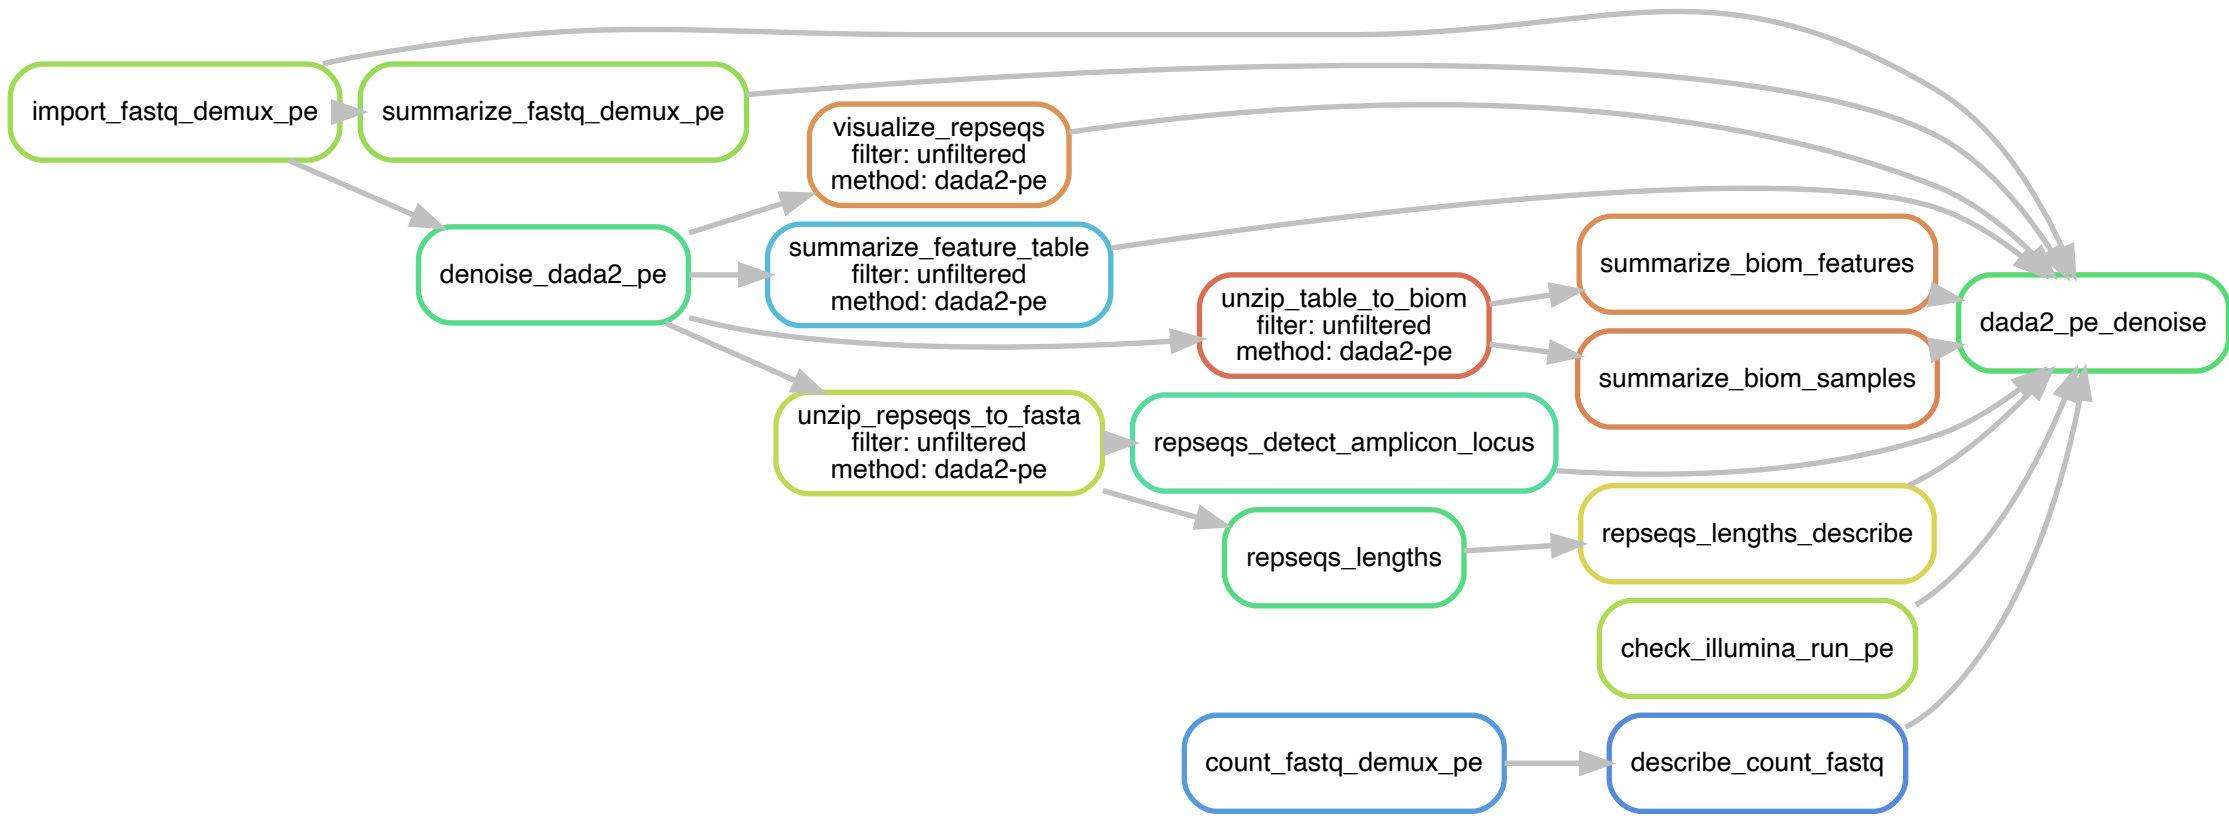 import_fastq_demux_pe
summarize_fastq_demux_pe
visualize_repseqs
filter: unfiltered
method: dada2-pe
denoise_dada2_pe
summarize_feature_table
filter: unfiltered
method: dada2-pe
unzip_table_to_biom
filter: unfiltered
method: dada2-pe
summarize_biom_features
summarize_biom_samples
dada2_pe_denoise
unzip_repseqs_to_fasta
filter: unfiltered
method: dada2-pe
repseqs_detect_amplicon_locus
repseqs_lengths
repseqs_lengths_describe
check_illumina_run_pe
count_fastq_demux_pe
describe_count_fastq